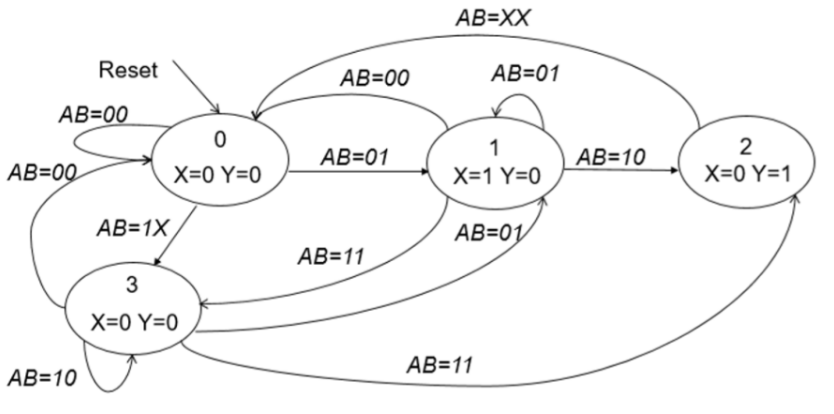 AB=XX
Reset
AB=00
AB=01
AB=00
0
X=0 Y=0
1
X=1 Y=0
2
X=0 Y=1
AB=00
AB=01
AB=10
AB=1X
AB=01
AB=11
3
X=0 Y=0
AB=11
AB=10